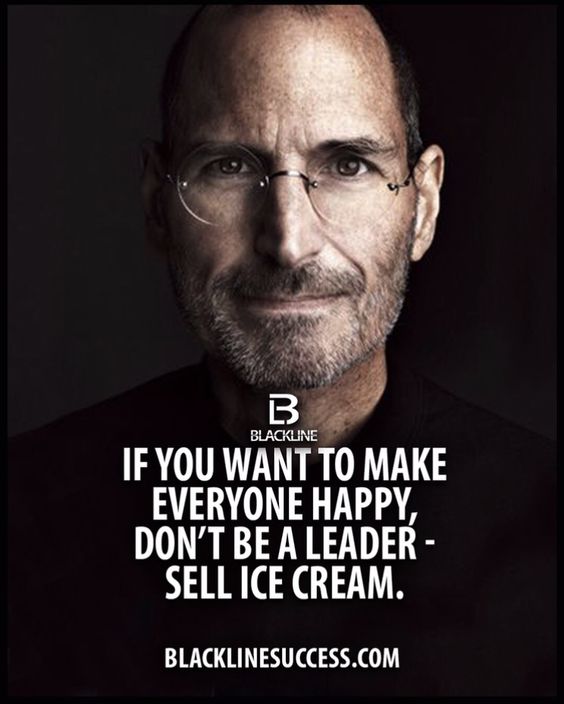 B
BLACKLINE
IF YOU WANT TO MAKE
EVERYONE HAPPY,
DON'T BE A LEADER -
SELL ICE CREAM.
BLACKLINESUCCESS.COM